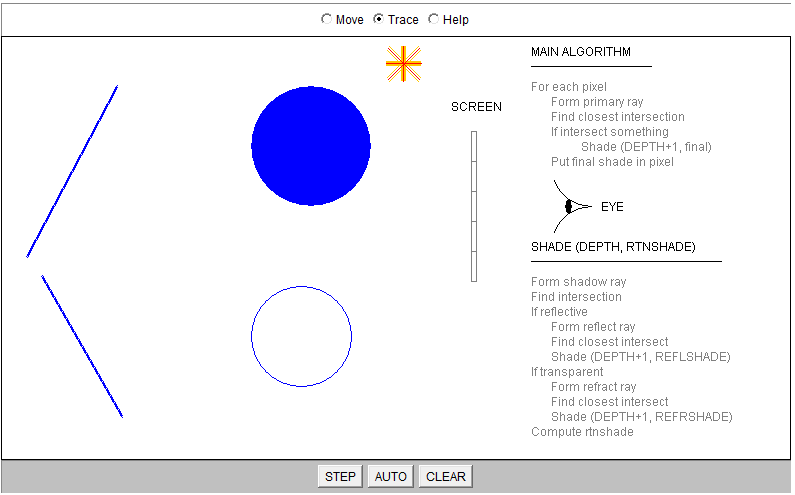 Move Trace Help
MAIN ALGORITHM
For each pixel
Form primary ray
Find closest intersection
If intersect something
Shade (DEPTH+1, final)
Put final shade in pixel
SCREEN
EYE
SHADE (DEPTH, RTNSHADE)
Form shadow ray
Find intersection
If reflective
Form reflect ray
Find closest intersect
Shade (DEPTH+1, REFLSHADE)
If transparent
Form refract ray
Find closest intersect
Shade (DEPTH+1, REFRSHADE)
Compute rtnshade
STEP AUTO CLEAR